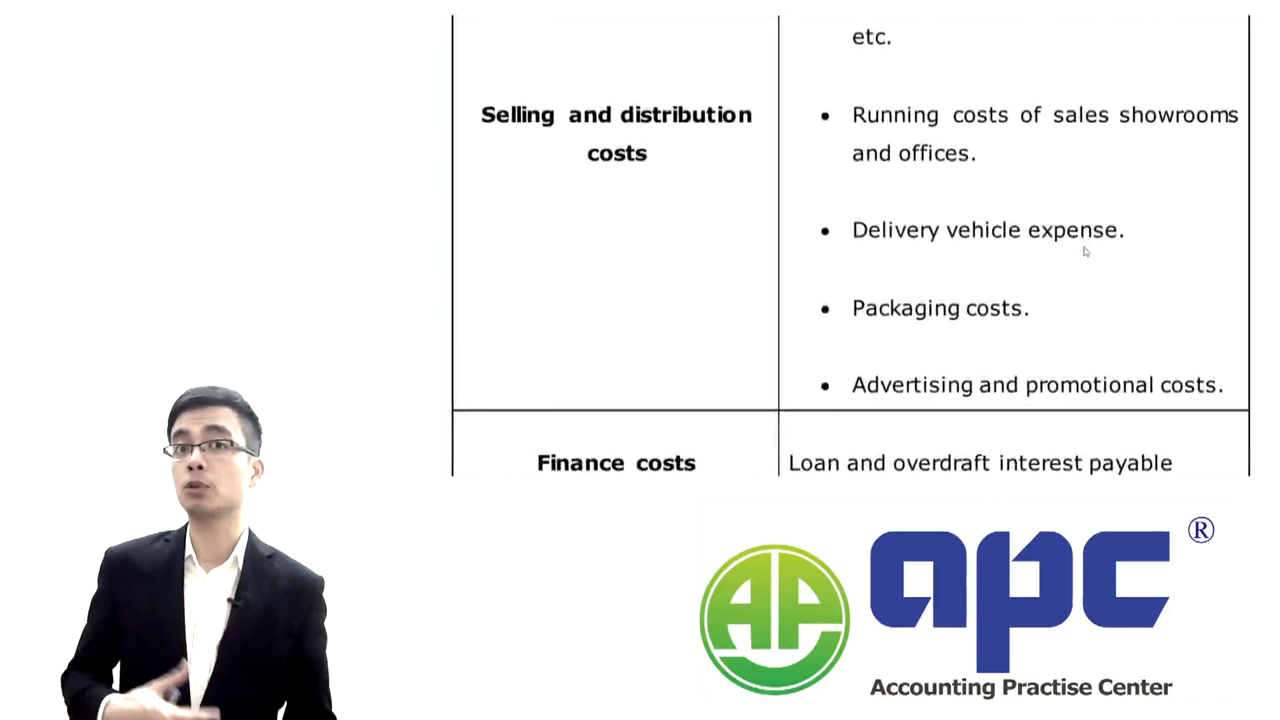 etc.
Selling and distribution
costs
• Running costs of sales showrooms
and offices.
• Delivery vehicle expense.
• Packaging costs.
• Advertising and promotional costs.
Finance costs
Loan and overdraft interest payable
AP
apc ®
Accounting Practise Center